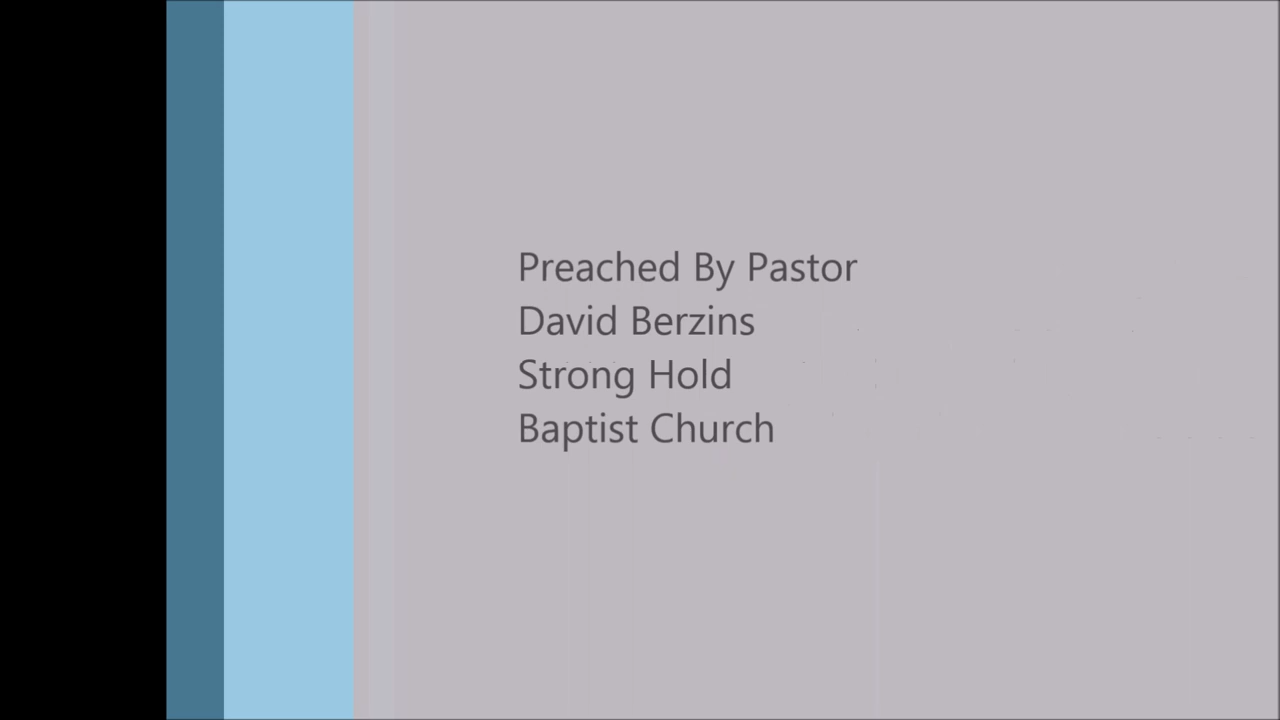 Preached By Pastor
David Berzins
Strong Hold
Baptist Church